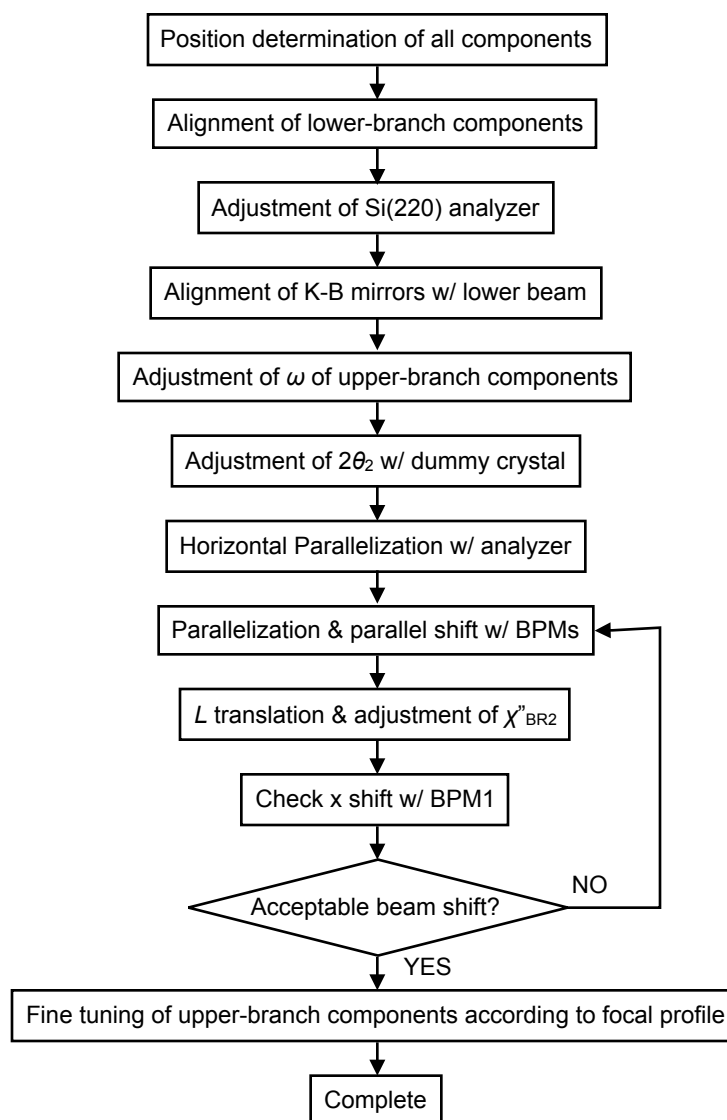 Position determination of all components
Alignment of lower-branch components
Adjustment of Si(220) analyzer
Alignment of K-B mirrors w/ lower beam
Adjustment of ω of upper-branch components
Adjustment of 2θ₂ w/ dummy crystal
Horizontal Parallelization w/ analyzer
Parallelization & parallel shift w/ BPMs
L translation & adjustment of χ”BR2
Check x shift w/ BPM1
Acceptable beam shift?
NO
YES
Fine tuning of upper-branch components according to focal profile
Complete